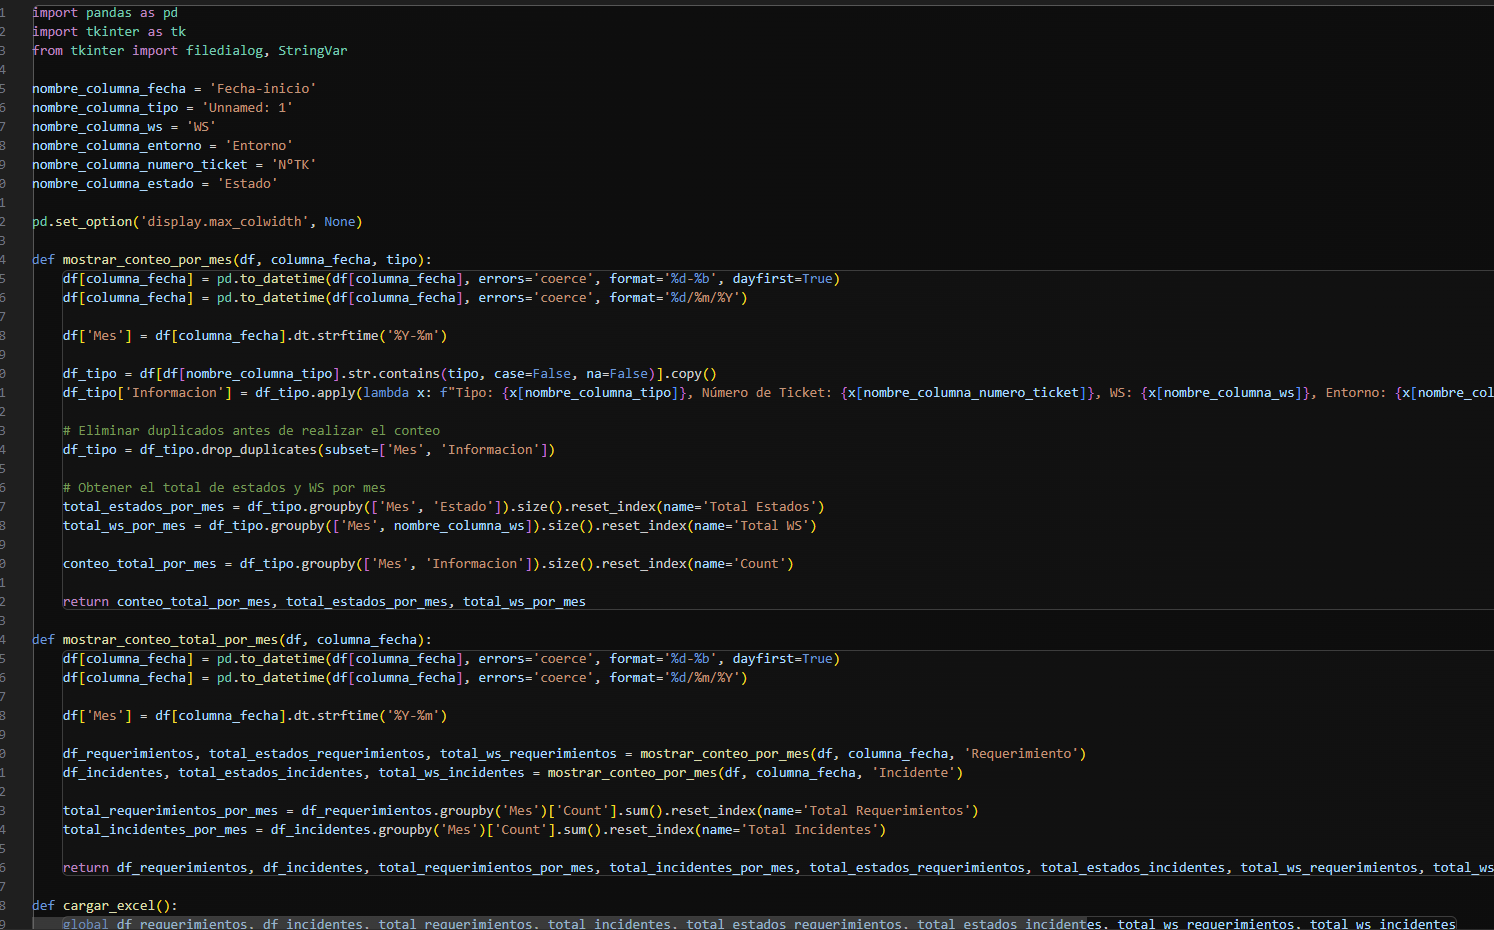 1 import pandas as pd
2 import tkinter as tk
3 from tkinter import filedialog, StringVar
4
5 nombre_columna_fecha = 'Fecha-inicio'
6 nombre_columna_tipo = 'Unnamed: 1'
7 nombre_columna_ws = 'WS'
8 nombre_columna_entorno = 'Entorno'
9 nombre_columna_numero_ticket = 'N°TK'
0 nombre_columna_estado = 'Estado'
1
2 pd.set_option('display.max_colwidth', None)
3
4 def mostrar_conteo_por_mes(df, columna_fecha, tipo):
5 df[columna_fecha] = pd.to_datetime(df[columna_fecha], errors='coerce', format='%d-%b', dayfirst=True)
6 df[columna_fecha] = pd.to_datetime(df[columna_fecha], errors='coerce', format='%d/%m/%Y')
7
8 df['Mes'] = df[columna_fecha].dt.strftime('%Y-%m')
9
0 df_tipo = df[df[nombre_columna_tipo].str.contains(tipo, case=False, na=False)].copy()
1 df_tipo['Informacion'] = df_tipo.apply(lambda x: f"Tipo: {x[nombre_columna_tipo]}, Número de Ticket: {x[nombre_columna_numero_ticket]}, WS: {x[nombre_columna_ws]}, Entorno: {x[nombre_col
2
3 # Eliminar duplicados antes de realizar el conteo
4 df_tipo = df_tipo.drop_duplicates(subset=['Mes', 'Informacion'])
5
6 # Obtener el total de estados y WS por mes
7 total_estados_por_mes = df_tipo.groupby(['Mes', 'Estado']).size().reset_index(name='Total Estados')
8 total_ws_por_mes = df_tipo.groupby(['Mes', nombre_columna_ws]).size().reset_index(name='Total WS')
9
0 conteo_total_por_mes = df_tipo.groupby(['Mes', 'Informacion']).size().reset_index(name='Count')
1
2 return conteo_total_por_mes, total_estados_por_mes, total_ws_por_mes
3
4 def mostrar_conteo_total_por_mes(df, columna_fecha):
5 df[columna_fecha] = pd.to_datetime(df[columna_fecha], errors='coerce', format='%d-%b', dayfirst=True)
6 df[columna_fecha] = pd.to_datetime(df[columna_fecha], errors='coerce', format='%d/%m/%Y')
7
8 df['Mes'] = df[columna_fecha].dt.strftime('%Y-%m')
9
0 df_requerimientos, total_estados_requerimientos, total_ws_requerimientos = mostrar_conteo_por_mes(df, columna_fecha, 'Requerimiento')
1 df_incidentes, total_estados_incidentes, total_ws_incidentes = mostrar_conteo_por_mes(df, columna_fecha, 'Incidente')
2
3 total_requerimientos_por_mes = df_requerimientos.groupby('Mes')['Count'].sum().reset_index(name='Total Requerimientos')
4 total_incidentes_por_mes = df_incidentes.groupby('Mes')['Count'].sum().reset_index(name='Total Incidentes')
5
6 return df_requerimientos, df_incidentes, total_requerimientos_por_mes, total_incidentes_por_mes, total_estados_requerimientos, total_estados_incidentes, total_ws_requerimientos, total_ws
7
8 def cargar_excel():
9 global df_requerimientos, df_incidentes, total_requerimientos, total_incidentes, total_estados_requerimientos, total_estados_incidentes, total_ws_requerimientos, total_ws_incidentes